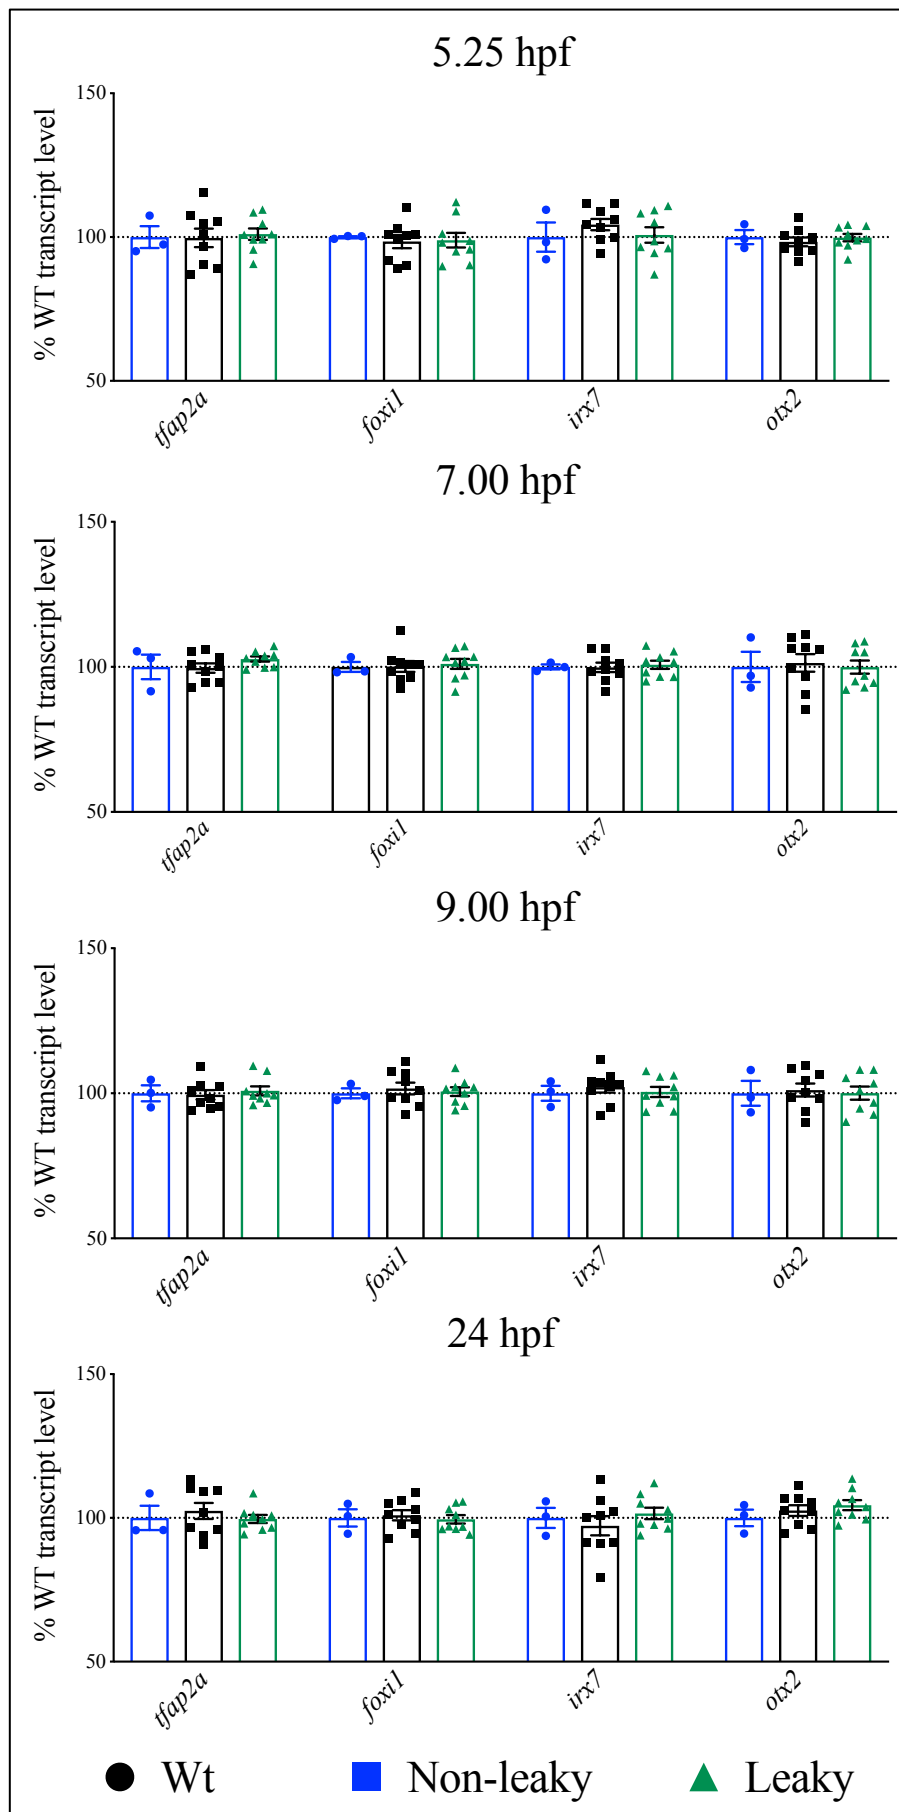 5.25 hpf
150
100
50
% WT transcript level
tfap2a foxi1 irx7 otx2
7.00 hpf
150
100
50
% WT transcript level
tfap2a foxi1 irx7 otx2
9.00 hpf
150
100
50
% WT transcript level
tfap2a foxi1 irx7 otx2
24 hpf
150
100
50
% WT transcript level
tfap2a foxi1 irx7 otx2
Wt Non-leaky Leaky